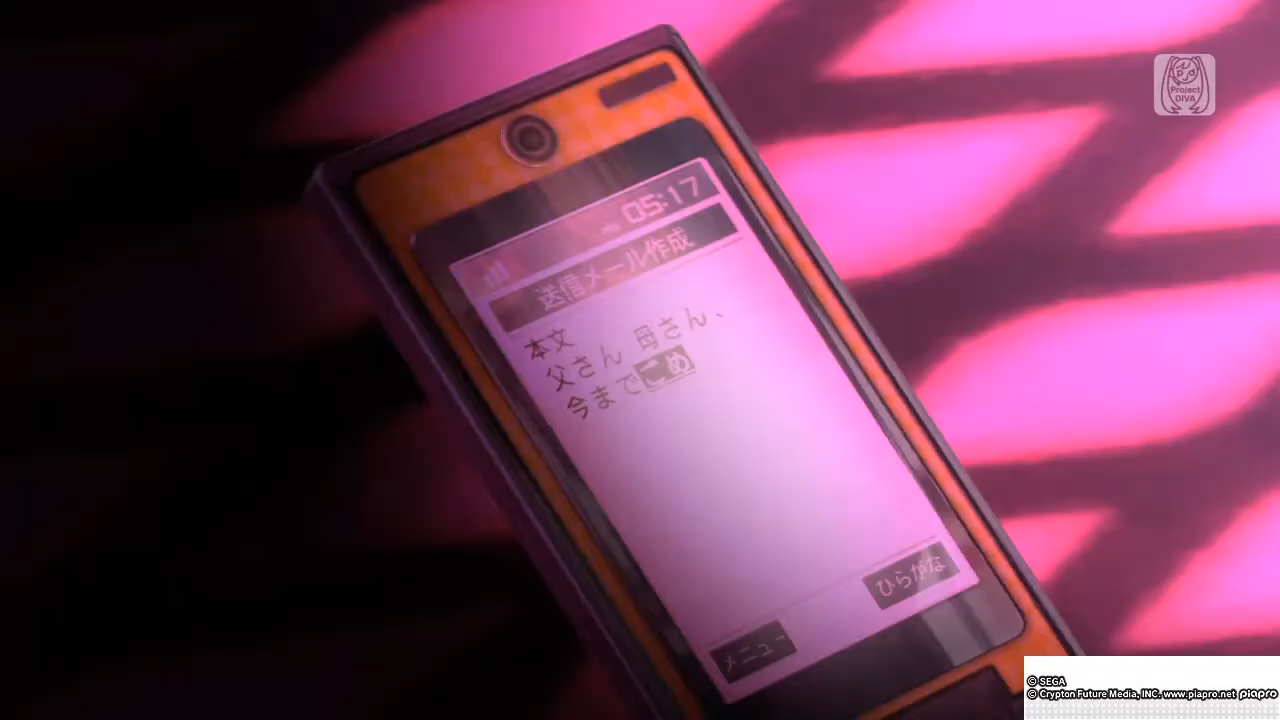 05:17
送信メール作成
本文
父さん 母さん、
今までごめ
ひらがな
メニュー
Project
DIVA
© SEGA
© Crypton Future Media, INC. www.piapro.net piapro